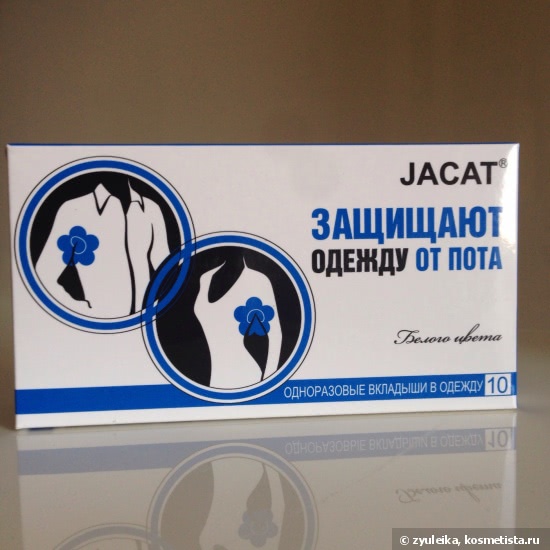 JACAT®
ЗАЩИЩАЮТ
ОДЕЖДУ ОТ ПОТА
Белого цвета
ОДНОРАЗОВЫЕ ВКЛАДЫШИ В ОДЕЖДУ 10
© zyuleika, kosmetista.ru